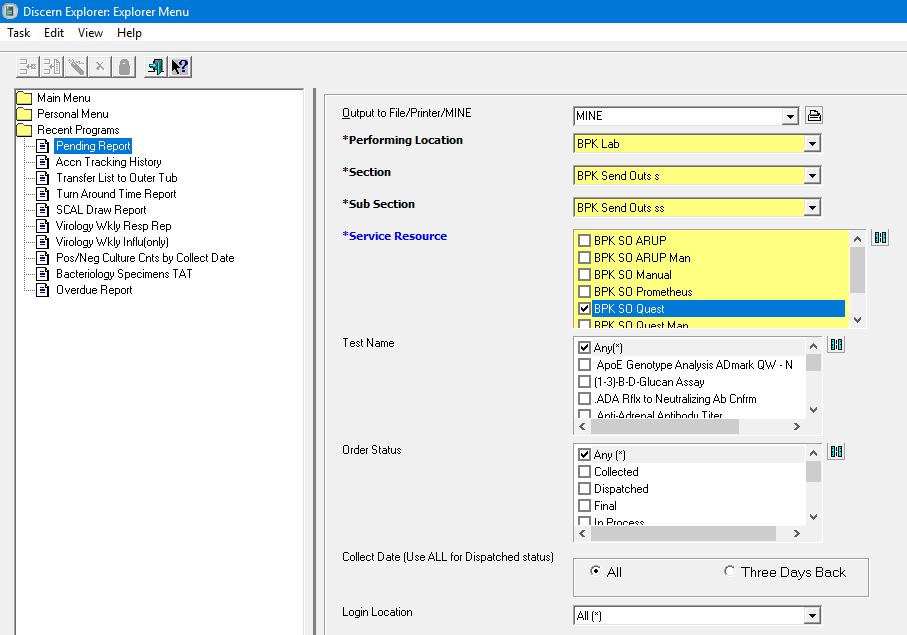 Discern Explorer: Explorer Menu
Task Edit View Help
Main Menu
Personal Menu
Recent Programs
Pending Report
Accn Tracking History
Transfer List to Outer Tub
Turn Around Time Report
SCAL Draw Report
Virology Wkly Resp Rep
Virology Wkly Influ(only)
Pos/Neg Culture Cnts by Collect Date
Bacteriology Specimens TAT
Overdue Report
Output to File/Printer/MINE
MINE
*Performing Location
BPK Lab
*Section
BPK Send Outs s
*Sub Section
BPK Send Outs ss
*Service Resource
BPK SO ARUP
BPK SO ARUP Man
BPK SO Manual
BPK SO Prometheus
BPK SO Quest
BPK SO Quest Man
Test Name
Any(*)
ApoE Genotype Analysis ADmark QW - N
(1-3)-B-D-Glucan Assay
.ADA Rflx to Neutralizing Ab Cnfrm
Anti-Adrenal Antibody Titer
Order Status
Any (*)
Collected
Dispatched
Final
In Process
Collect Date (Use ALL for Dispatched status)
All Three Days Back
Login Location
All (*)